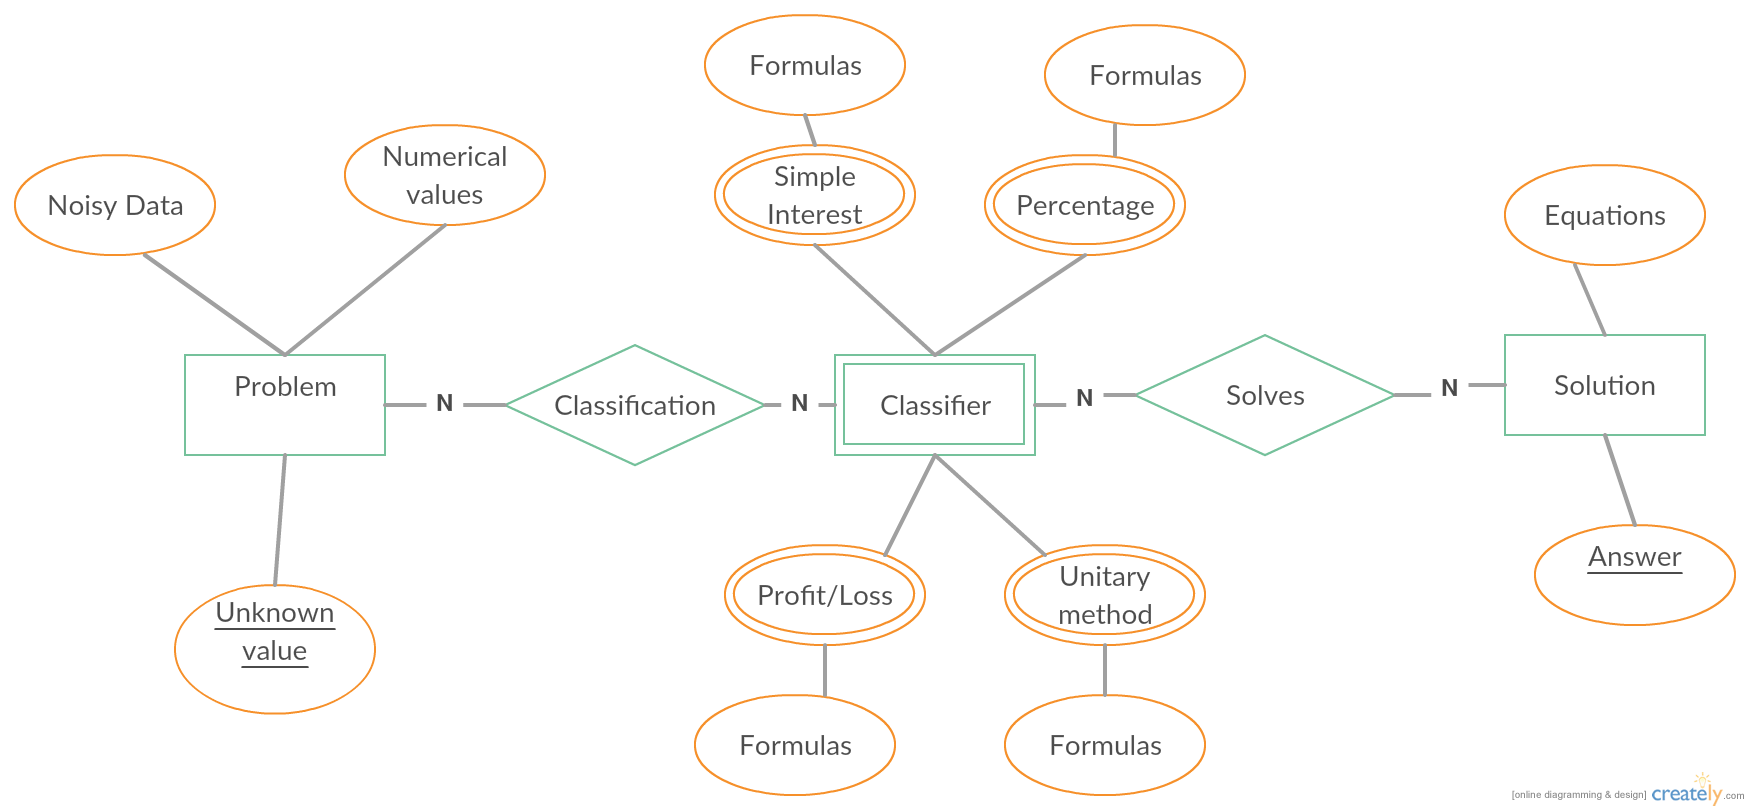 Formulas
Formulas
Numerical
values
Noisy Data
Simple
Interest
Percentage
Equations
Problem
N
Classification
N
Classifier
N
Solves
N
Solution
Profit/Loss
Unitary
method
Answer
Unknown
value
Formulas
Formulas
[online diagramming & design] creately.com